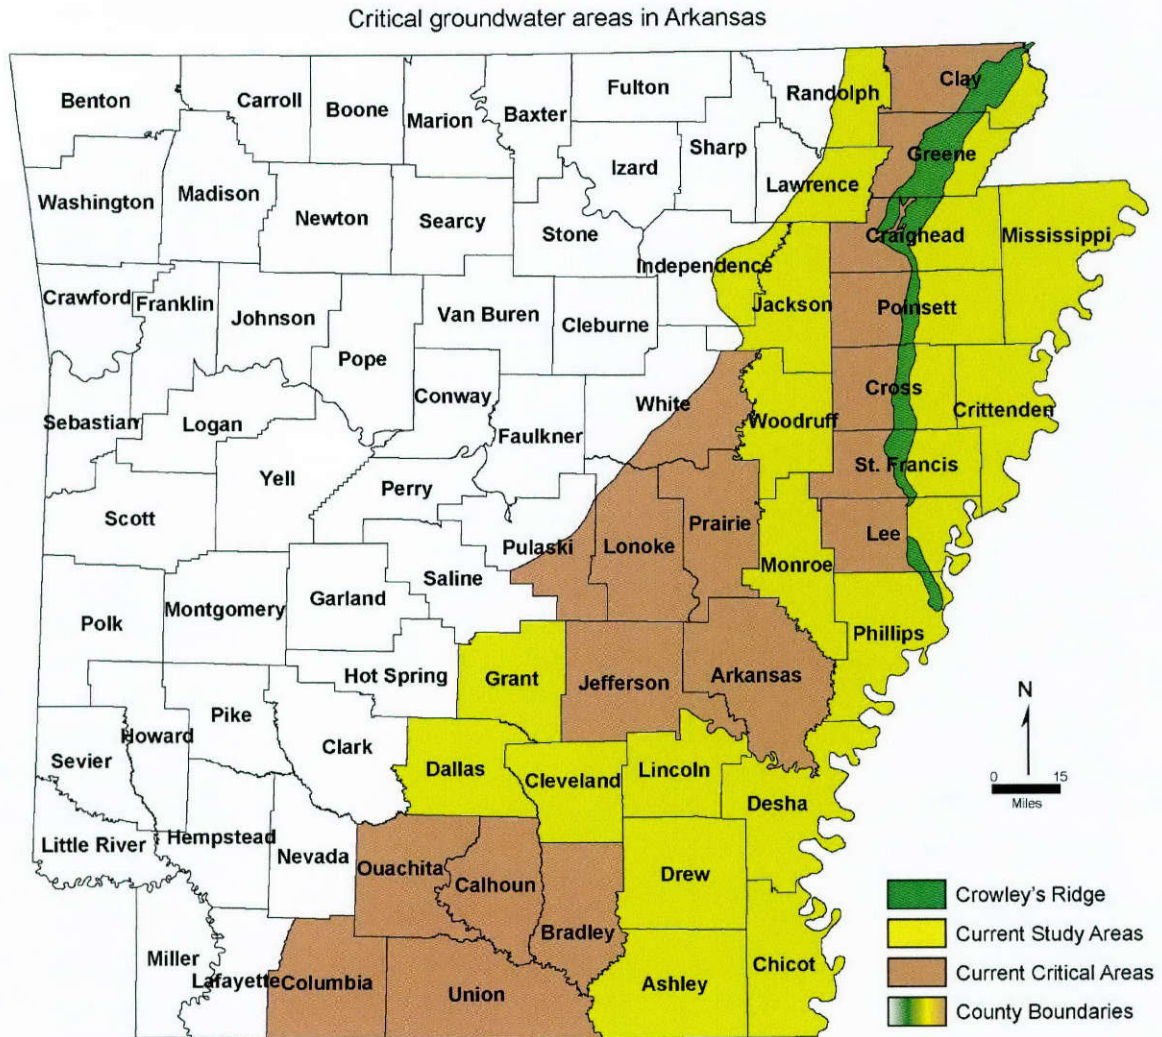 Critical groundwater areas in Arkansas
Benton
Carroll
Boone
Marion
Baxter
Fulton
Randolph
Clay
Sharp
Izard
Greene
Washington
Madison
Newton
Searcy
Stone
Lawrence
Independence
Craighead
Mississippi
Crawford
Franklin
Johnson
Pope
Van Buren
Cleburne
Jackson
Poinsett
Sebastian
Logan
Conway
Faulkner
White
Woodruff
Cross
Crittenden
St. Francis
Scott
Yell
Perry
Pulaski
Lonoke
Prairie
Monroe
Lee
Polk
Montgomery
Garland
Saline
Phillips
Hot Spring
Grant
Jefferson
Arkansas
Sevier
Howard
Pike
Clark
Dallas
Cleveland
Lincoln
Desha
N
0 15
Miles
Little River
Hempstead
Nevada
Ouachita
Calhoun
Bradley
Drew
Miller
Lafayette
Columbia
Union
Ashley
Chicot
Crowley's Ridge
Current Study Areas
Current Critical Areas
County Boundaries